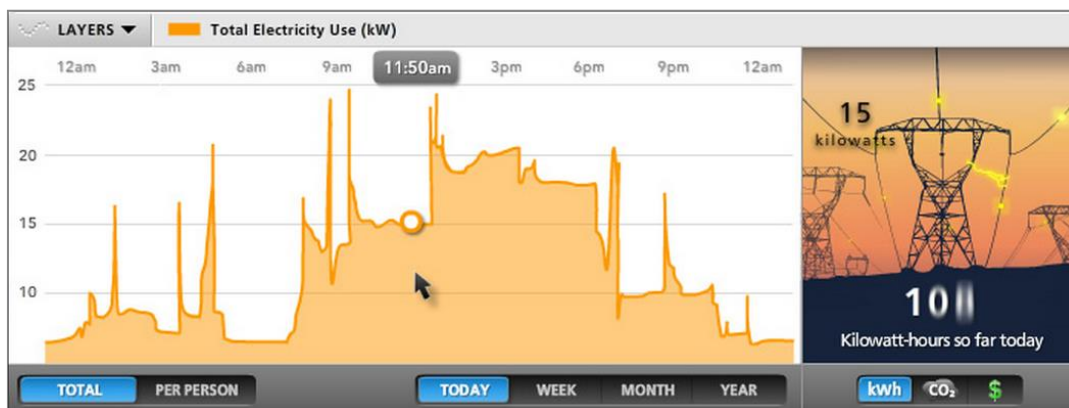 LAYERS
Total Electricity Use (kW)
12am 3am 6am 9am 11:50am 3pm 6pm 9pm 12am
25
20
15
10
15
kilowatts
10
Kilowatt-hours so far today
TOTAL PER PERSON
TODAY WEEK MONTH YEAR
kWh CO₂ $